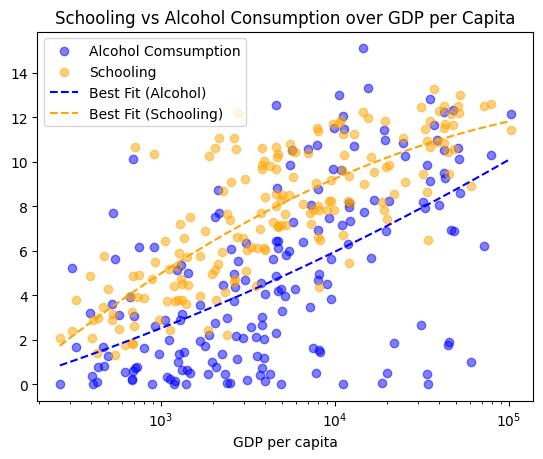 Schooling vs Alcohol Consumption over GDP per Capita
Alcohol Comsumption
Schooling
Best Fit (Alcohol)
Best Fit (Schooling)
14
12
10
8
6
4
2
0
10³
10⁴
10⁵
GDP per capita